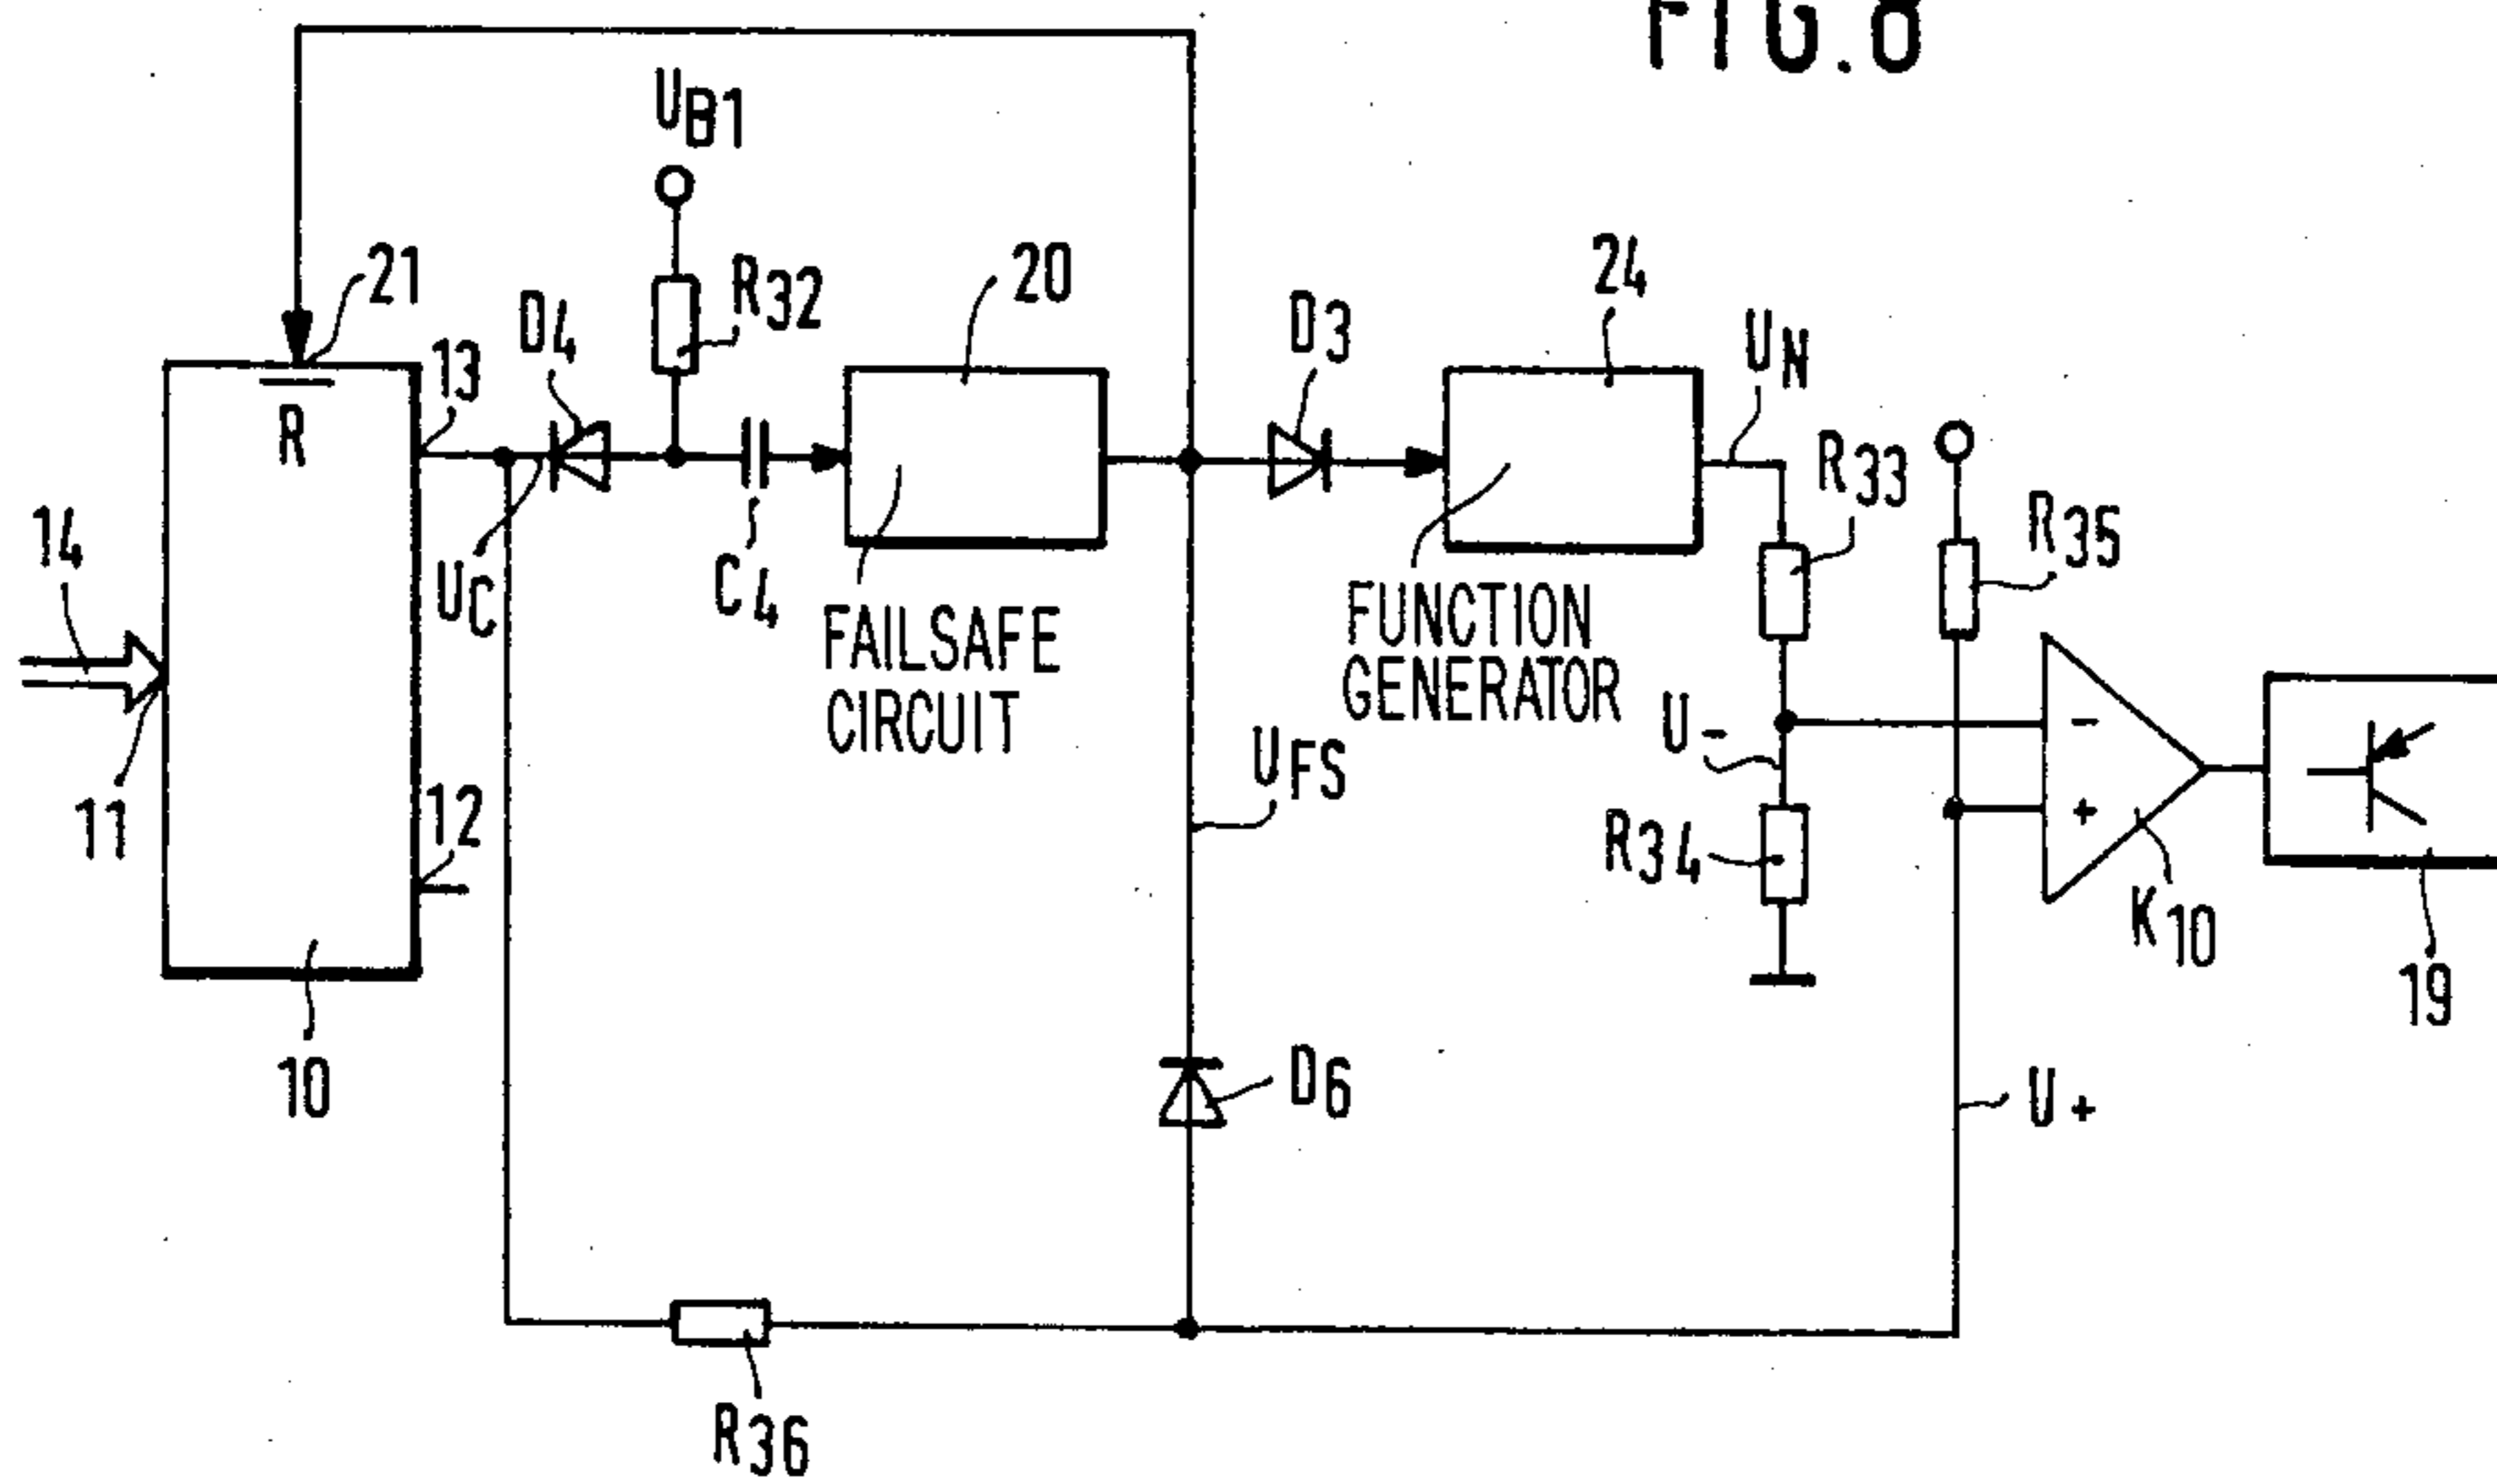 FIG.8
UB1
21
R32
20
24
D4
D3
UN
13
R
R33
R35
14
UC
C4
FAILSAFE
CIRCUIT
FUNCTION
GENERATOR
U-
-
UFS
11
12
R34
+
K10
19
10
D6
U+
R36